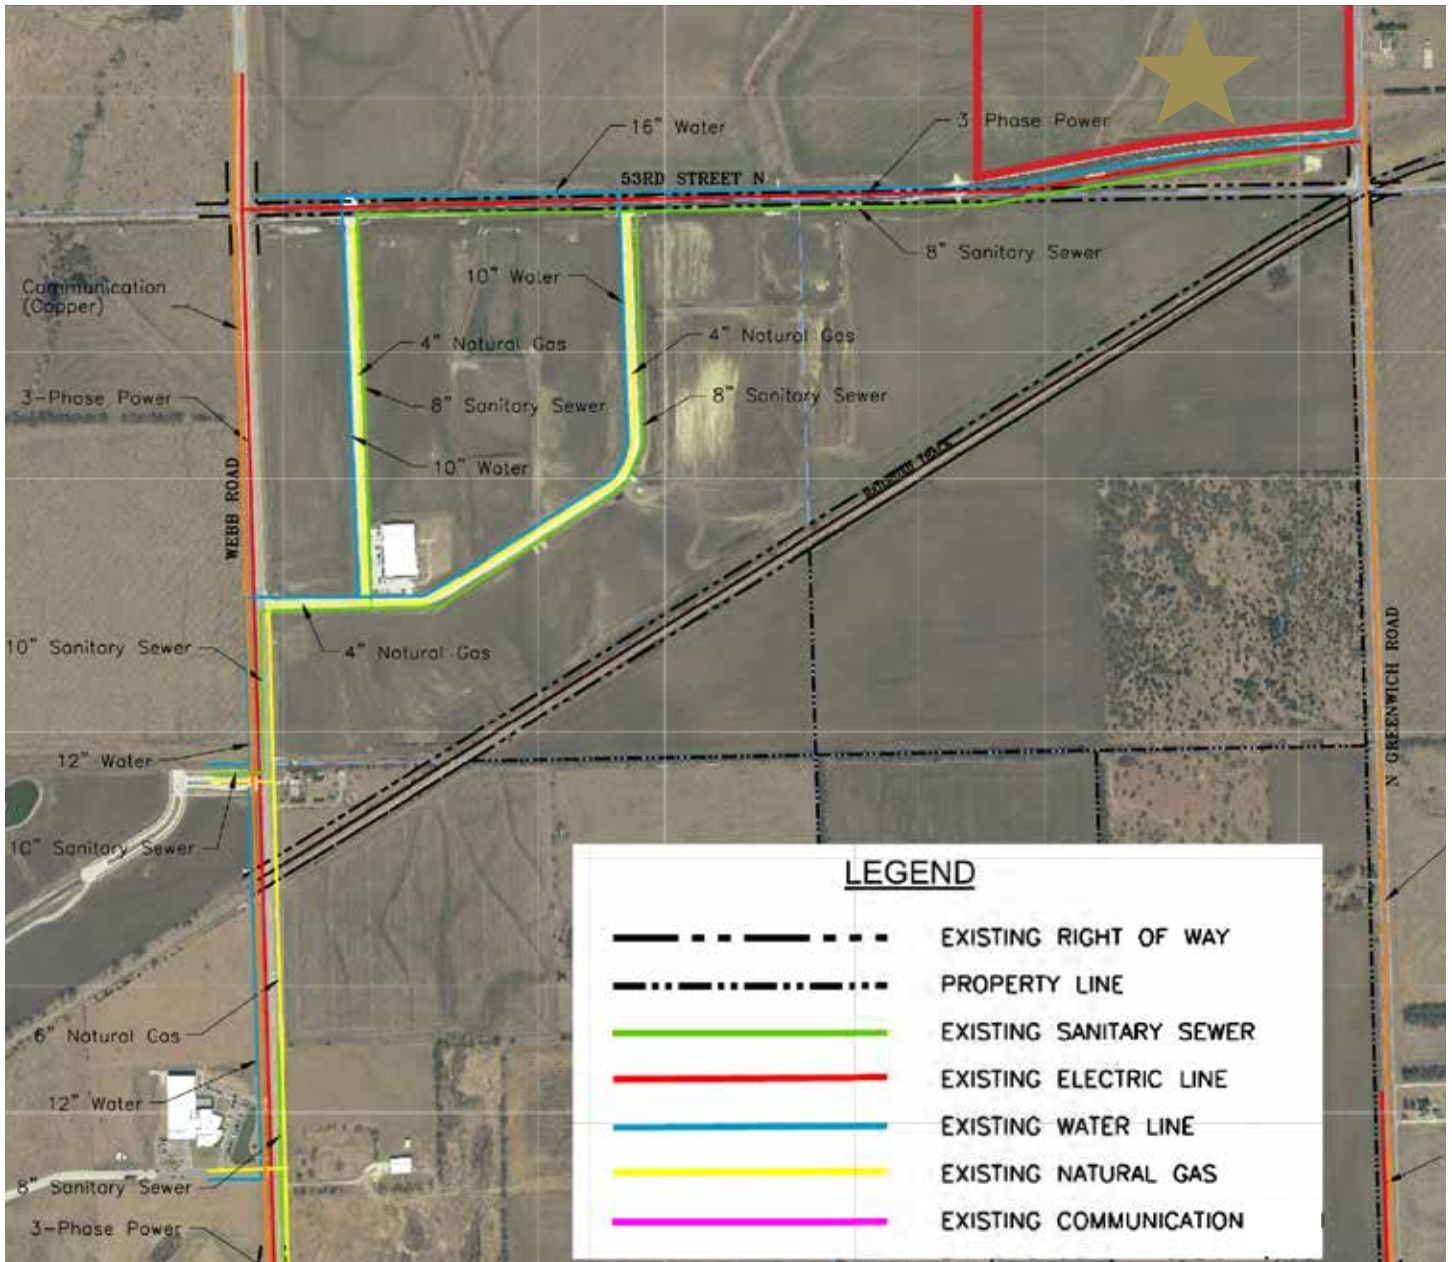 16" Water
3-Phase Power
53RD STREET N
8" Sanitary Sewer
10" Water
Communication
(Copper)
4" Natural Gas
4" Natural Gas
3-Phase Power
8" Sanitary Sewer
8" Sanitary Sewer
10" Water
RAILROAD TRACK
WEBB ROAD
10" Sanitary Sewer
4" Natural Gas
N GREENWICH ROAD
12" Water
10" Sanitary Sewer
LEGEND
EXISTING RIGHT OF WAY
PROPERTY LINE
EXISTING SANITARY SEWER
EXISTING ELECTRIC LINE
EXISTING WATER LINE
EXISTING NATURAL GAS
EXISTING COMMUNICATION
6" Natural Gas
12" Water
8" Sanitary Sewer
3-Phase Power